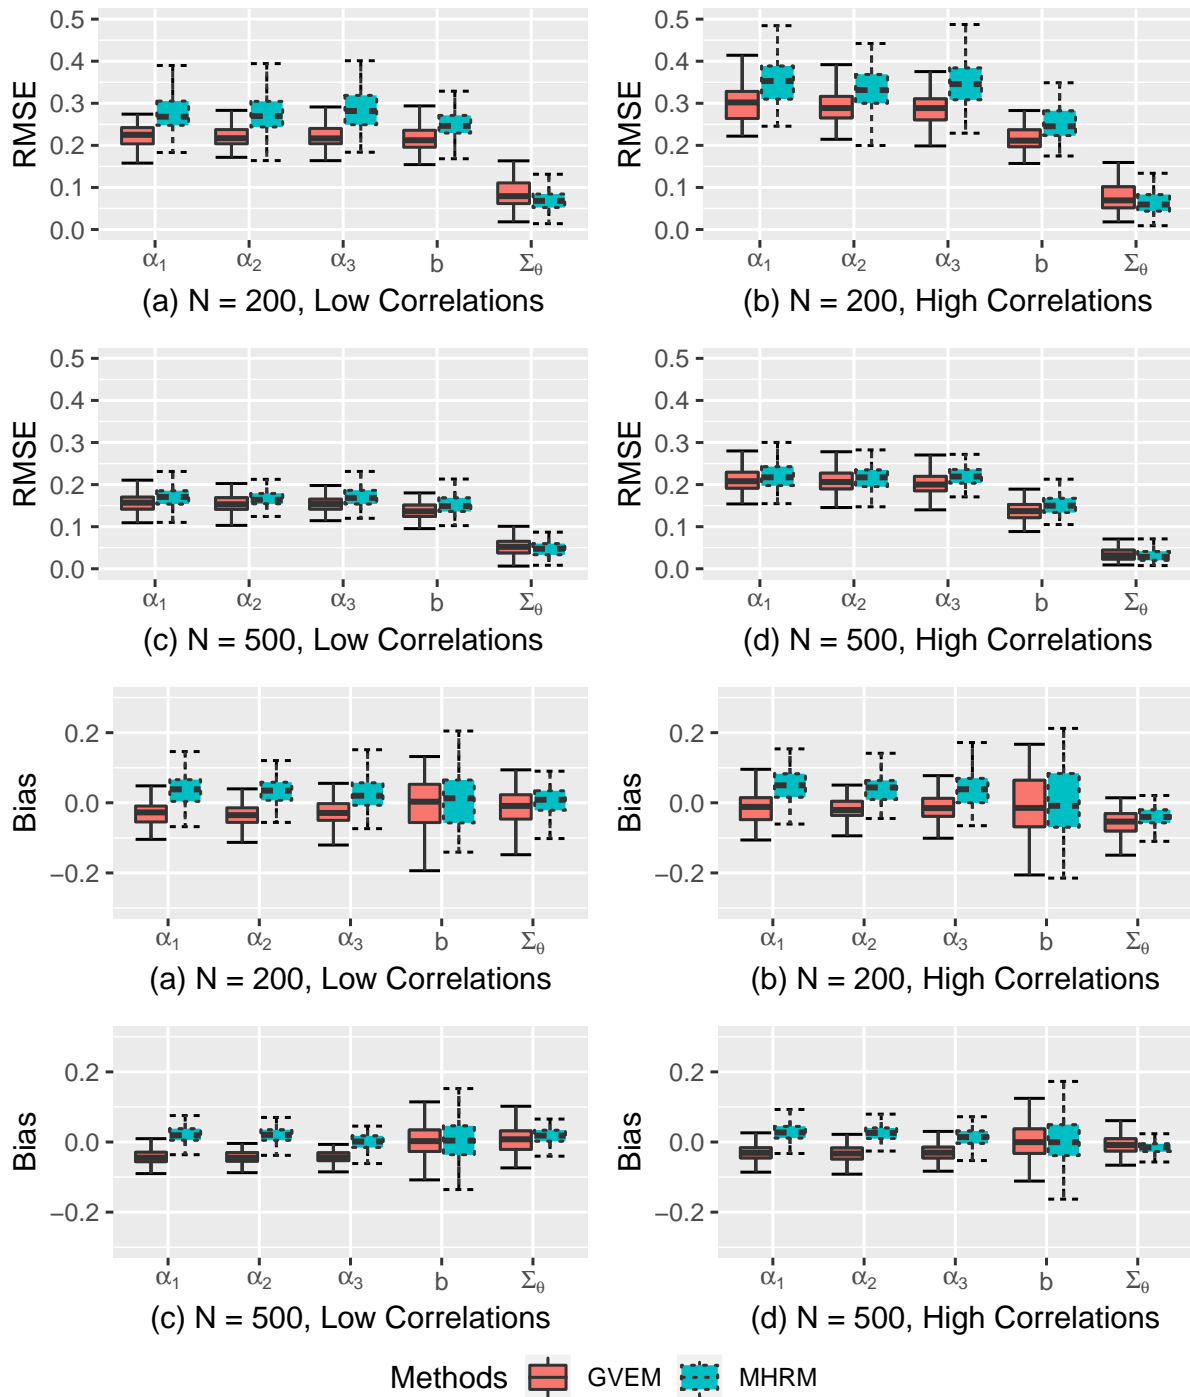 RMSE
0.5
0.4
0.3
0.2
0.1
0.0
α₁ α₂ α₃ b Σθ
(a) N = 200, Low Correlations
RMSE
0.5
0.4
0.3
0.2
0.1
0.0
α₁ α₂ α₃ b Σθ
(b) N = 200, High Correlations
RMSE
0.5
0.4
0.3
0.2
0.1
0.0
α₁ α₂ α₃ b Σθ
(c) N = 500, Low Correlations
RMSE
0.5
0.4
0.3
0.2
0.1
0.0
α₁ α₂ α₃ b Σθ
(d) N = 500, High Correlations
Bias
0.2
0.0
−0.2
α₁ α₂ α₃ b Σθ
(a) N = 200, Low Correlations
Bias
0.2
0.0
−0.2
α₁ α₂ α₃ b Σθ
(b) N = 200, High Correlations
Bias
0.2
0.0
−0.2
α₁ α₂ α₃ b Σθ
(c) N = 500, Low Correlations
Bias
0.2
0.0
−0.2
α₁ α₂ α₃ b Σθ
(d) N = 500, High Correlations
Methods GVEM MHRM